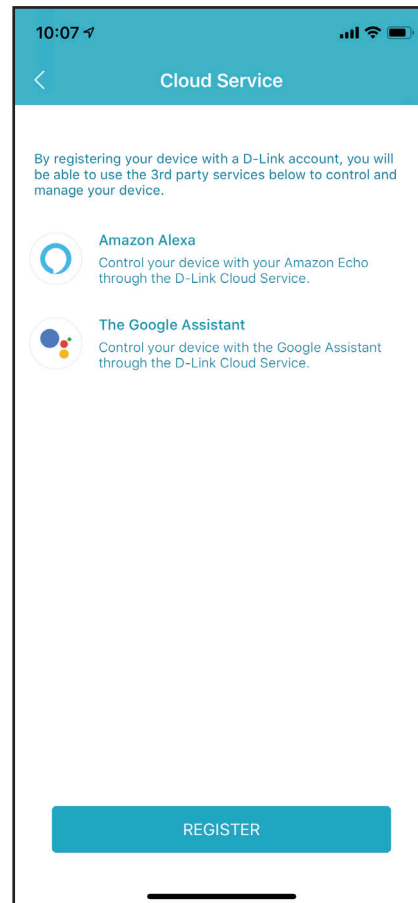 10:07
Cloud Service
By registering your device with a D-Link account, you will
be able to use the 3rd party services below to control and
manage your device.
Amazon Alexa
Control your device with your Amazon Echo
through the D-Link Cloud Service.
The Google Assistant
Control your device with the Google Assistant
through the D-Link Cloud Service.
REGISTER